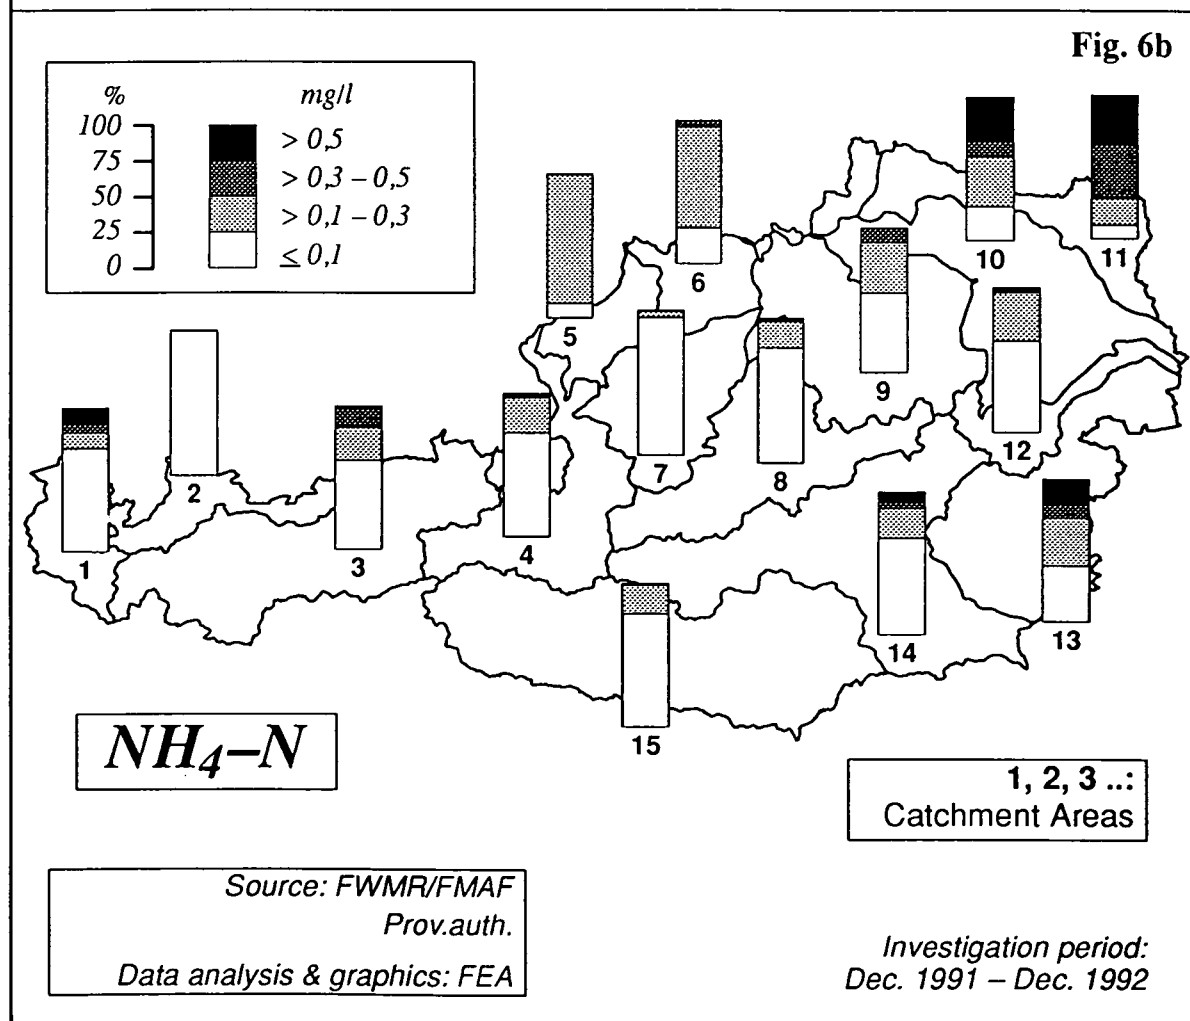 Fig. 6b
% mg/l
100 > 0,5
75 > 0,3 – 0,5
50 > 0,1 – 0,3
25 ≤ 0,1
0
10
11
6
5
9
12
7
8
2
1
3
4
14
13
15
NH₄–N
1, 2, 3 ..:
Catchment Areas
Source: FWMR/FMAF
Prov.auth.
Data analysis & graphics: FEA
Investigation period:
Dec. 1991 – Dec. 1992